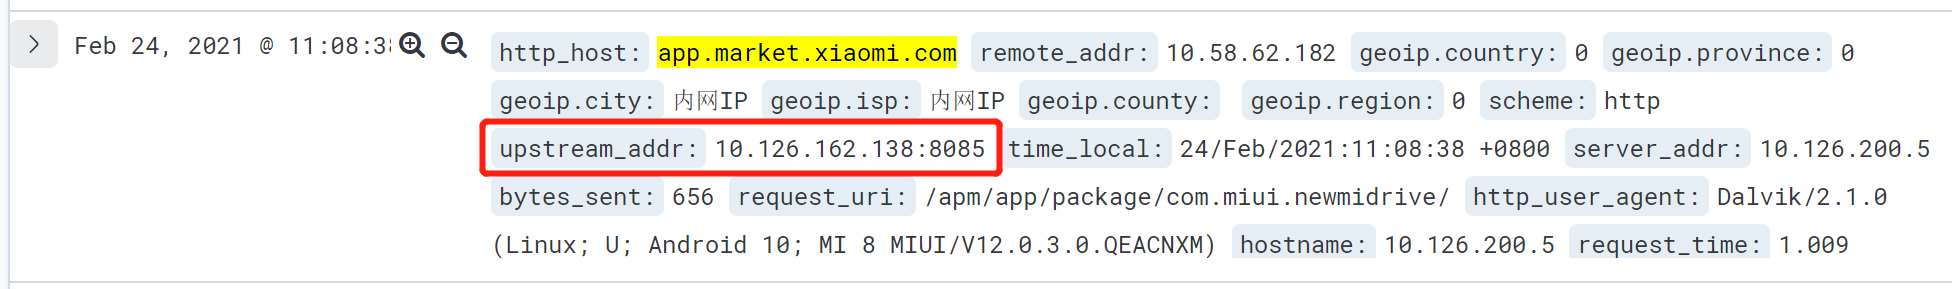 Feb 24, 2021 @ 11:08:38 http_host: app.market.xiaomi.com remote_addr: 10.58.62.182 geoip.country: 0 geoip.province: 0
geoip.city: 内网IP geoip.isp: 内网IP geoip.county: geoip.region: 0 scheme: http
upstream_addr: 10.126.162.138:8085 time_local: 24/Feb/2021:11:08:38 +0800 server_addr: 10.126.200.5
bytes_sent: 656 request_uri: /apm/app/package/com.miui.newmidrive/ http_user_agent: Dalvik/2.1.0
(Linux; U; Android 10; MI 8 MIUI/V12.0.3.0.QEACNXM) hostname: 10.126.200.5 request_time: 1.009